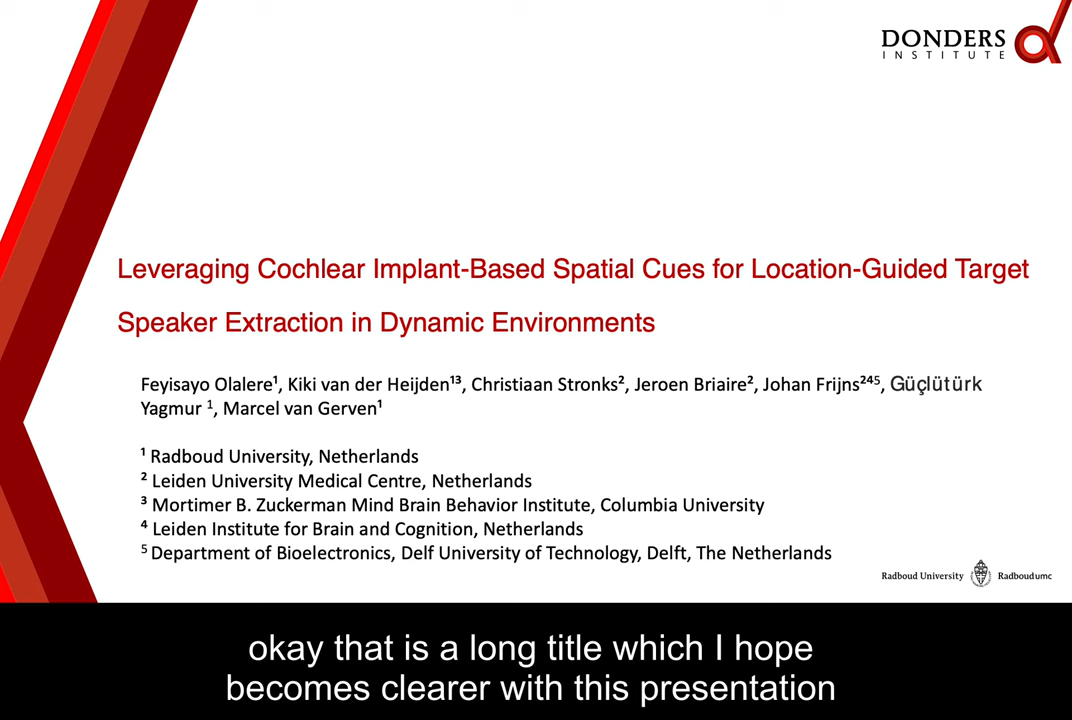 DONDERS
INSTITUTE
Leveraging Cochlear Implant-Based Spatial Cues for Location-Guided Target
Speaker Extraction in Dynamic Environments
Feyisayo Olalere¹, Kiki van der Heijden¹³, Christiaan Stronks², Jeroen Briaire², Johan Frijns²⁴⁵, Güçlütürk
Yagmur ¹, Marcel van Gerven¹
¹ Radboud University, Netherlands
² Leiden University Medical Centre, Netherlands
³ Mortimer B. Zuckerman Mind Brain Behavior Institute, Columbia University
⁴ Leiden Institute for Brain and Cognition, Netherlands
⁵ Department of Bioelectronics, Delf University of Technology, Delft, The Netherlands
Radboud University Radboudumc
okay that is a long title which I hope
becomes clearer with this presentation